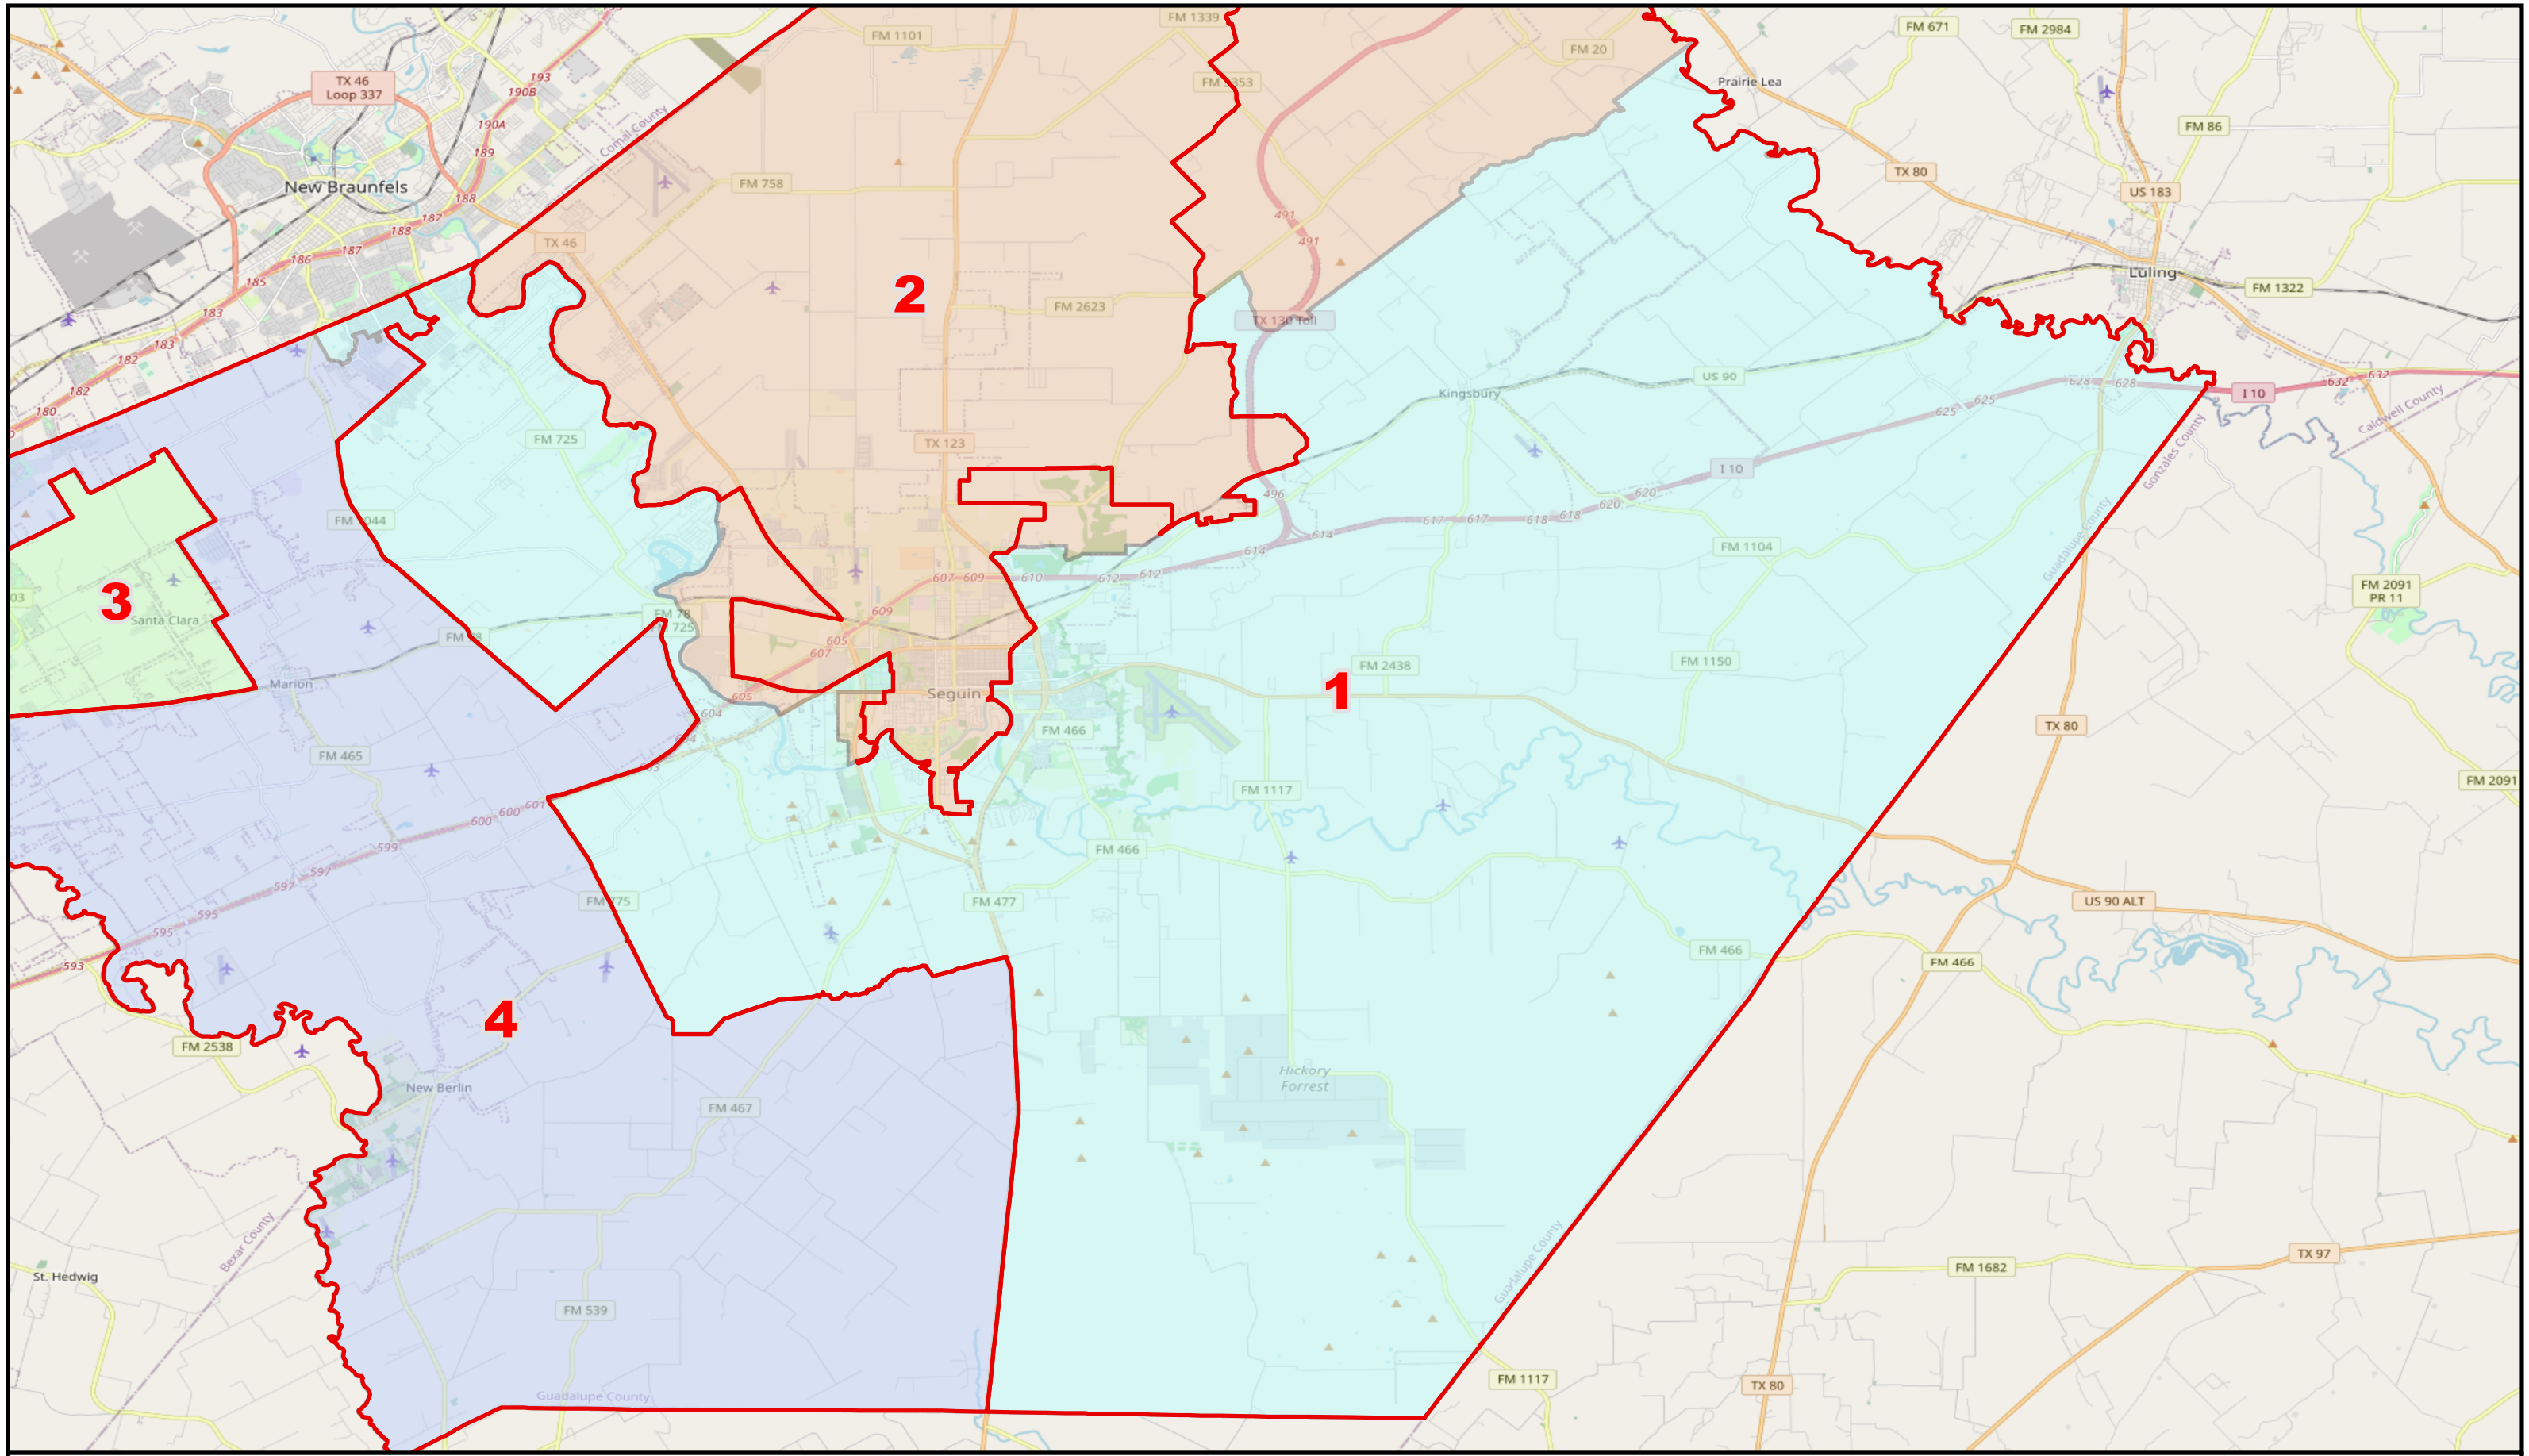 FM 1339
FM 671
FM 2984
FM 1101
FM 20
193
TX 46
Loop 337
190B
Prairie Lea
190A
Comal County
FM 86
189
TX 80
FM 758
US 183
New Braunfels
188
187
188
491
TX 46
491
187
186
185
Luling
2
FM 2623
FM 1322
183
TX 130 Toll
183
182
US 90
628
628
632
632
182
Kingsbury
I 10
180
625
625
Caldwell County
FM 725
TX 123
Gonzales County
I 10
496
620
620
617
617
618
618
614
614
FM 1104
Guadalupe County
607
609
610
612
612
FM 2091
PR 11
3
Santa Clara
609
FM 78
725
605
607
FM 2438
FM 1150
Marion
605
Seguin
1
604
FM 466
TX 80
FM 465
FM 2091
FM 1117
601
600
600
599
FM 466
597
597
FM 477
US 90 ALT
595
595
FM 466
593
FM 466
4
FM 2538
Hickory
Forrest
New Berlin
FM 467
Bexar County
TX 97
St. Hedwig
FM 1682
Guadalupe County
FM 539
FM 1117
TX 80
Guadalupe County